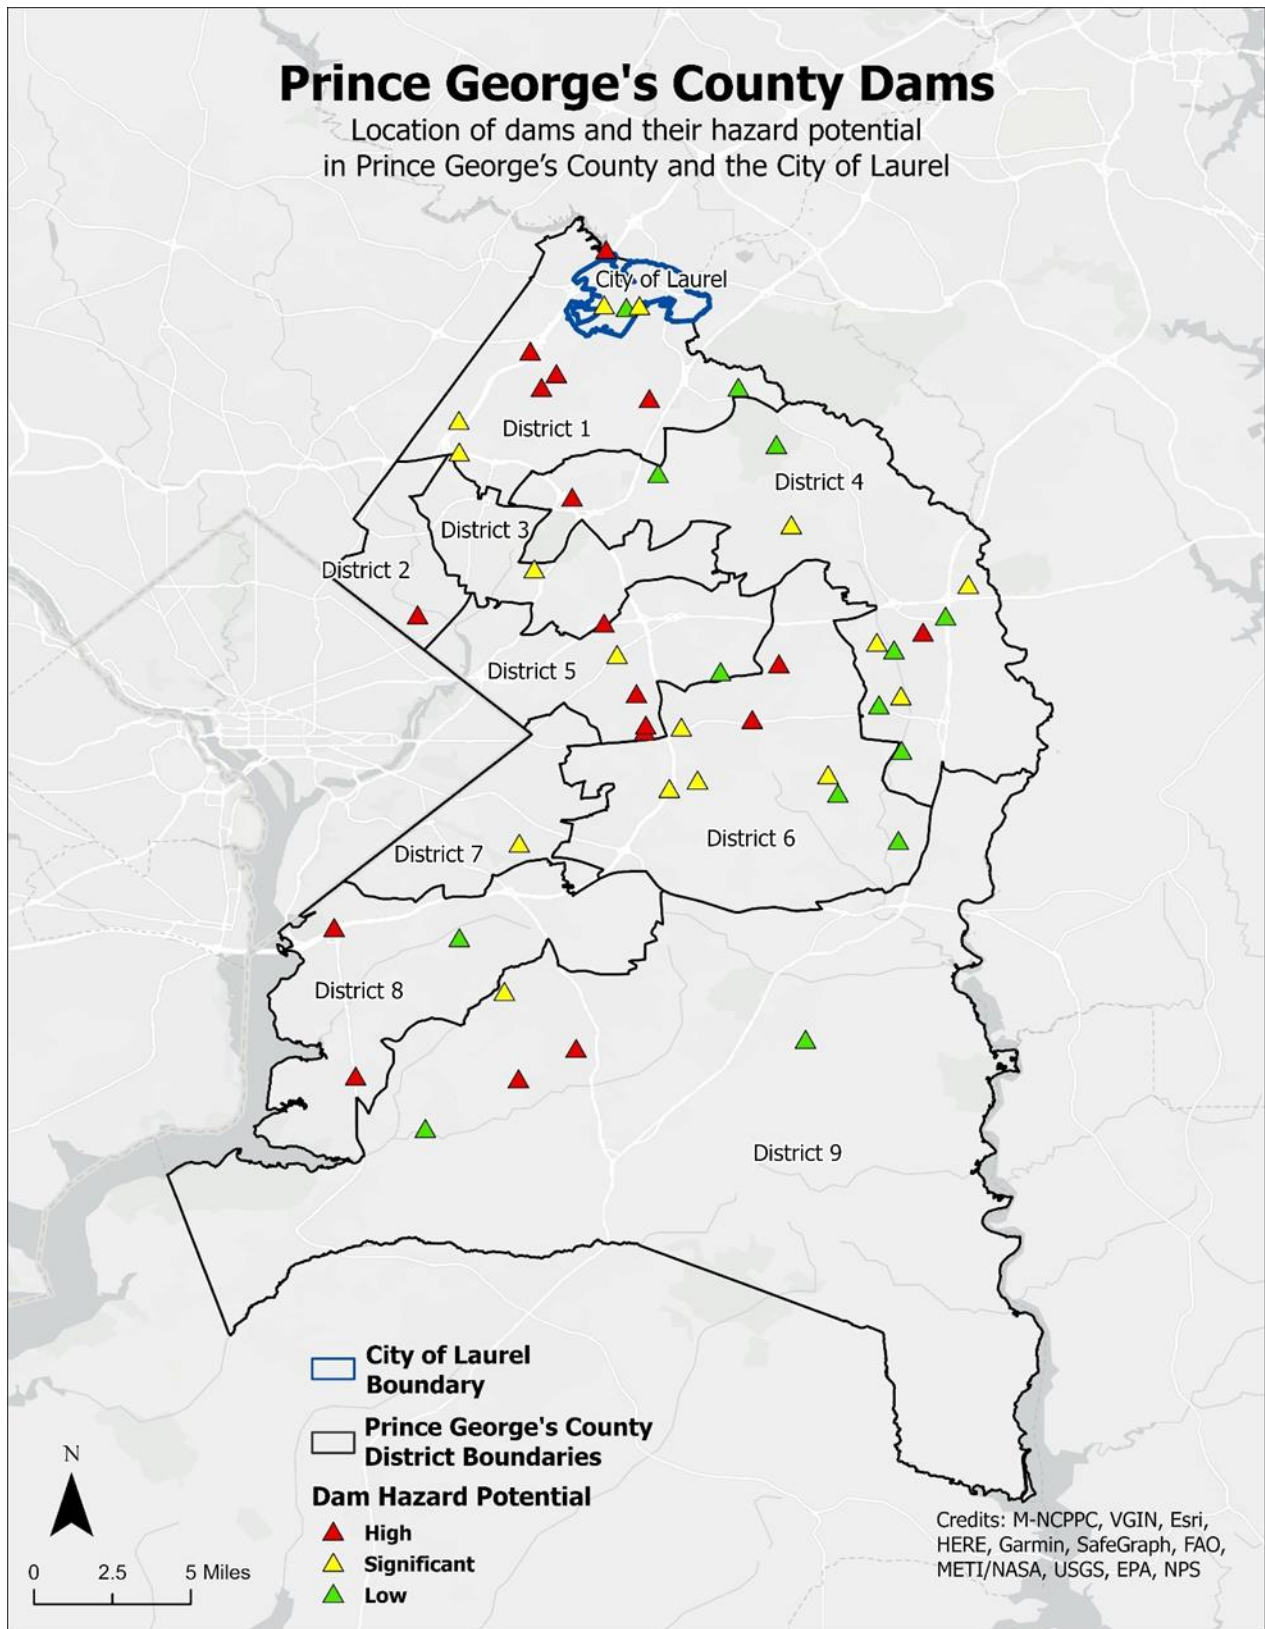 Prince George's County Dams
Location of dams and their hazard potential
in Prince George’s County and the City of Laurel
City of Laurel
District 1
District 4
District 3
District 2
District 5
District 6
District 7
District 8
District 9
City of Laurel
Boundary
Prince George's County
District Boundaries
Dam Hazard Potential
High
Significant
Low
N
0 2.5 5 Miles
Credits: M-NCPPC, VGIN, Esri,
HERE, Garmin, SafeGraph, FAO,
METI/NASA, USGS, EPA, NPS